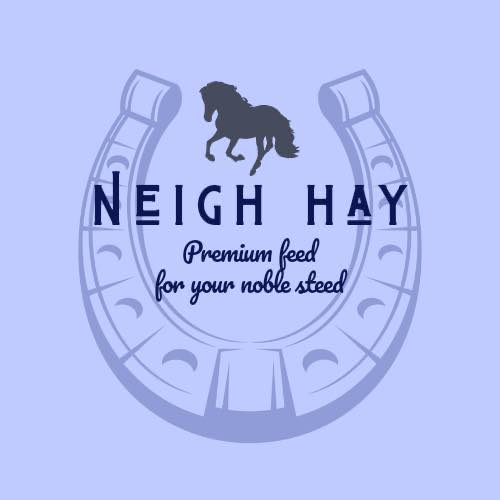 NEIGH HAY
Premium feed
for your noble steed